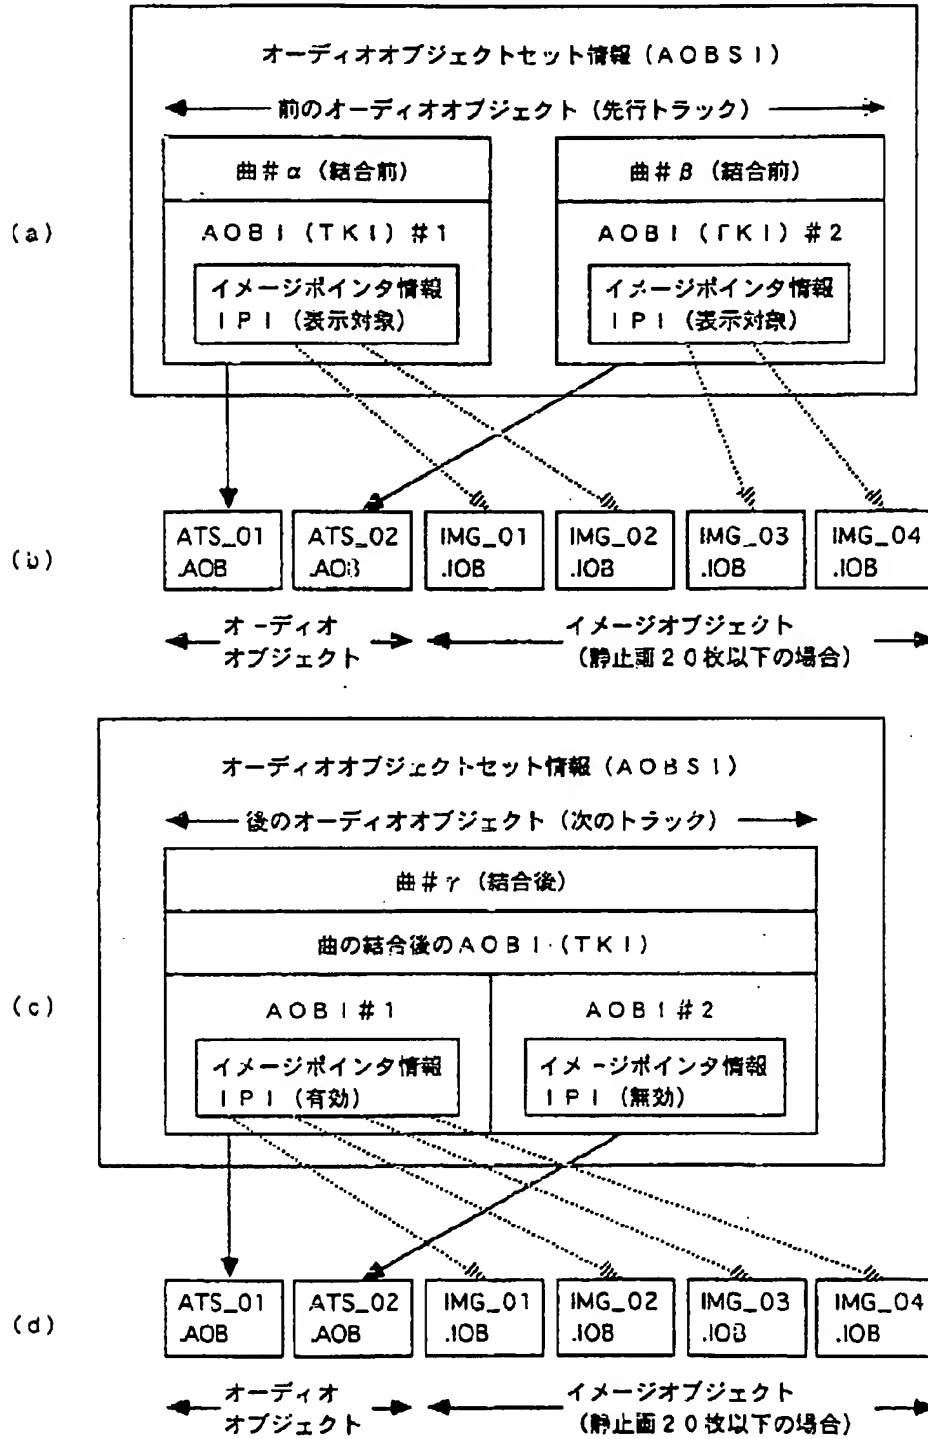 オーディオオブジェクトセット情報（AOBSI）
前のオーディオオブジェクト（先行トラック）
曲＃α（結合前）
曲＃β（結合前）
(a)
AOBI（TKI）＃1
AOBI（TKI）＃2
イメージポインタ情報
IPI（表示対象）
イメージポインタ情報
IPI（表示対象）
(b)
ATS_01
.AOB
ATS_02
.AOB
IMG_01
.IOB
IMG_02
.IOB
IMG_03
.IOB
IMG_04
.IOB
オーディオ
オブジェクト
イメージオブジェクト
（静止画20枚以下の場合）
オーディオオブジェクトセット情報（AOBSI）
後のオーディオオブジェクト（次のトラック）
曲＃γ（結合後）
曲の結合後のAOBI（TKI）
(c)
AOBI＃1
AOBI＃2
イメージポインタ情報
IPI（有効）
イメージポインタ情報
IPI（無効）
(d)
ATS_01
.AOB
ATS_02
.AOB
IMG_01
.IOB
IMG_02
.IOB
IMG_03
.IOB
IMG_04
.IOB
オーディオ
オブジェクト
イメージオブジェクト
（静止画20枚以下の場合）